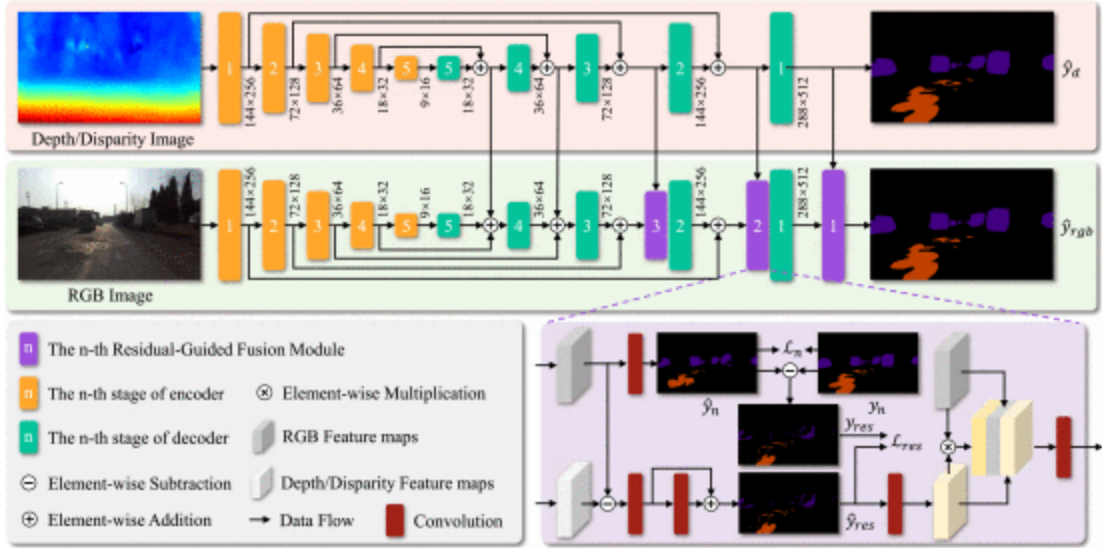 1 2 3 4 5 5 4 3 2 1
144×256 72×128 36×64 18×32 9×16 18×32 36×64 72×128 144×256 288×512
ŷd
Depth/Disparity Image
1 2 3 4 5 5 4 3 3 2 2 1 1
144×256 72×128 36×64 18×32 9×16 18×32 36×64 72×128 144×256 288×512
ŷrgb
RGB Image
n The n-th Residual-Guided Fusion Module
n The n-th stage of encoder
Element-wise Multiplication
n The n-th stage of decoder
RGB Feature maps
Element-wise Subtraction
Depth/Disparity Feature maps
Element-wise Addition
Data Flow
Convolution
ℒn
ŷn
yn
yres
ℒres
ŷres